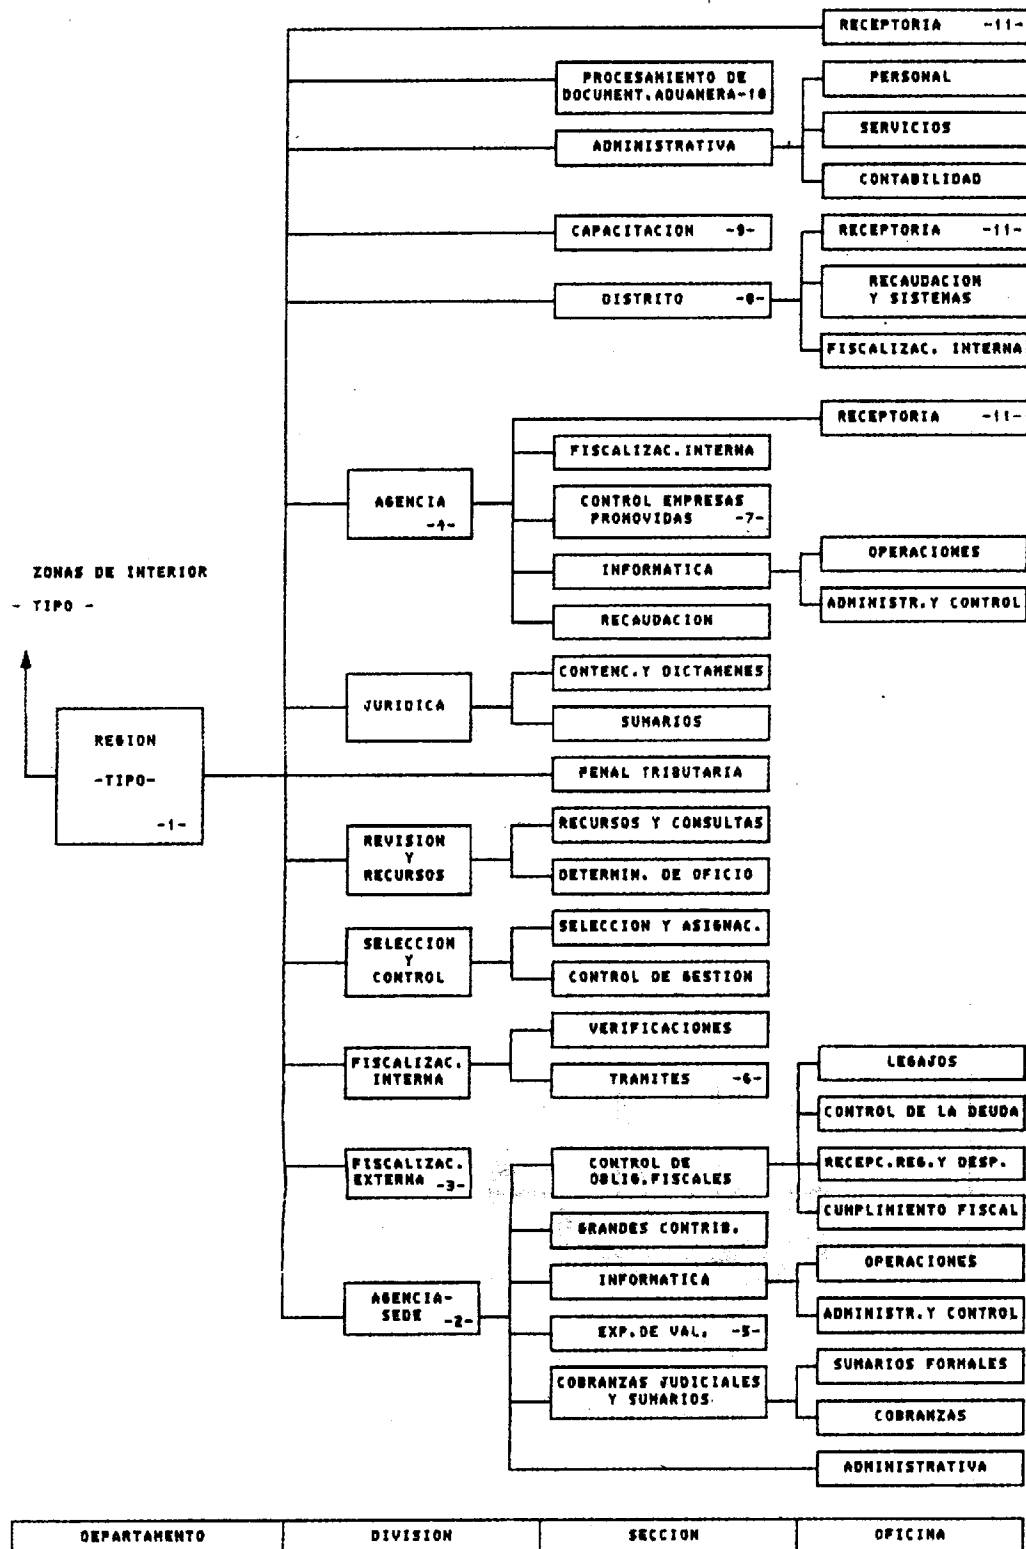 RECEPTORIA -11-
PROCESAMIENTO DE
DOCUMENT.ADUANERA-10
PERSONAL
SERVICIOS
ADMINISTRATIVA
CONTABILIDAD
CAPACITACION -9-
RECEPTORIA -11-
RECAUDACION
Y SISTEMAS
DISTRITO -8-
FISCALIZAC. INTERNA
RECEPTORIA -11-
FISCALIZAC.INTERNA
AGENCIA
-4-
CONTROL EMPRESAS
PROMOVIDAS -7-
OPERACIONES
INFORMATICA
ADMINISTR.Y CONTROL
RECAUDACION
ZONAS DE INTERIOR
- TIPO -
CONTENC.Y DICTAMENES
JURIDICA
SUMARIOS
REGION
-TIPO-
-1-
PENAL TRIBUTARIA
RECURSOS Y CONSULTAS
REVISION
Y
RECURSOS
DETERMIN. DE OFICIO
SELECCION Y ASIGNAC.
SELECCION
Y
CONTROL
CONTROL DE GESTION
VERIFICACIONES
FISCALIZAC.
INTERNA
TRAMITES -6-
LEGAJOS
CONTROL DE LA DEUDA
FISCALIZAC.
EXTERNA -3-
CONTROL DE
OBLIG.FISCALES
RECEPC.REG.Y DESP.
CUMPLIMIENTO FISCAL
GRANDES CONTRIB.
OPERACIONES
INFORMATICA
ADMINISTR.Y CONTROL
AGENCIA-
SEDE -2-
EXP.DE VAL. -5-
COBRANZAS JUDICIALES
Y SUMARIOS
SUMARIOS FORMALES
COBRANZAS
ADMINISTRATIVA
DEPARTAMENTO DIVISION SECCION OFICINA